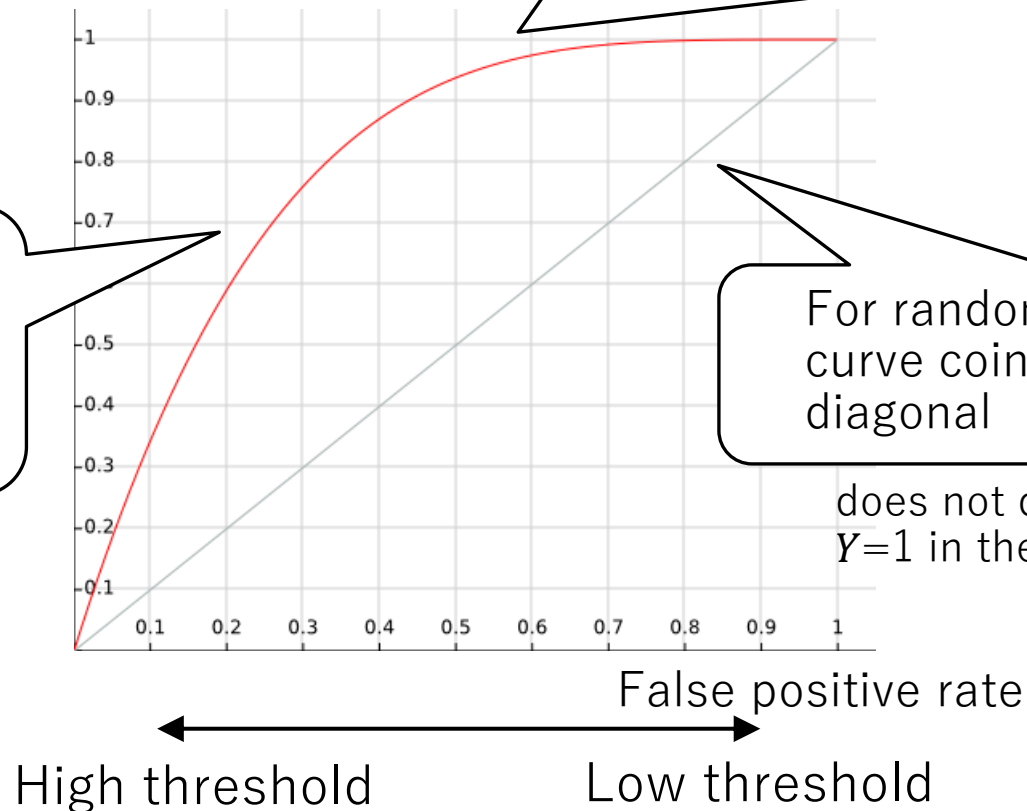 1
0.9
0.8
0.7
0.5
0.4
0.3
0.2
0.1
0.1 0.2 0.3 0.4 0.5 0.6 0.7 0.8 0.9 1
For
curve
diagonal
does not
Y=1 in the
False positive rate
High threshold
Low threshold